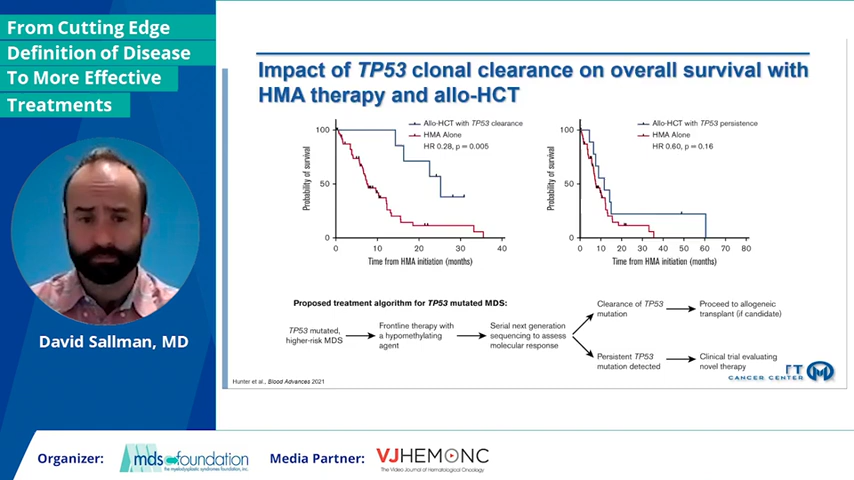 From Cutting Edge
Definition of Disease
To More Effective
Treatments
David Sallman, MD
Impact of TP53 clonal clearance on overall survival with
HMA therapy and allo-HCT
Allo-HCT with TP53 clearance
HMA Alone
HR 0.28, p = 0.005
Probability of survival
100
50
0
0 10 20 30 40
Time from HMA initiation (months)
Allo-HCT with TP53 persistence
HMA Alone
HR 0.60, p = 0.16
Probability of survival
100
50
0
0 10 20 30 40 50 60 70 80
Time from HMA initiation (months)
Proposed treatment algorithm for TP53 mutated MDS:
TP53 mutated,
higher-risk MDS
Frontline therapy with
a hypomethylating
agent
Serial next generation
sequencing to assess
molecular response
Clearance of TP53
mutation
Proceed to allogeneic
transplant (if candidate)
Persistent TP53
mutation detected
Clinical trial evaluating
novel therapy
Hunter et al., Blood Advances 2021
CANCER CENTER
Organizer:
mds foundation
the myelodysplastic syndromes foundation, inc.
Media Partner:
VJHEMONC
The Video Journal of Hematological Oncology